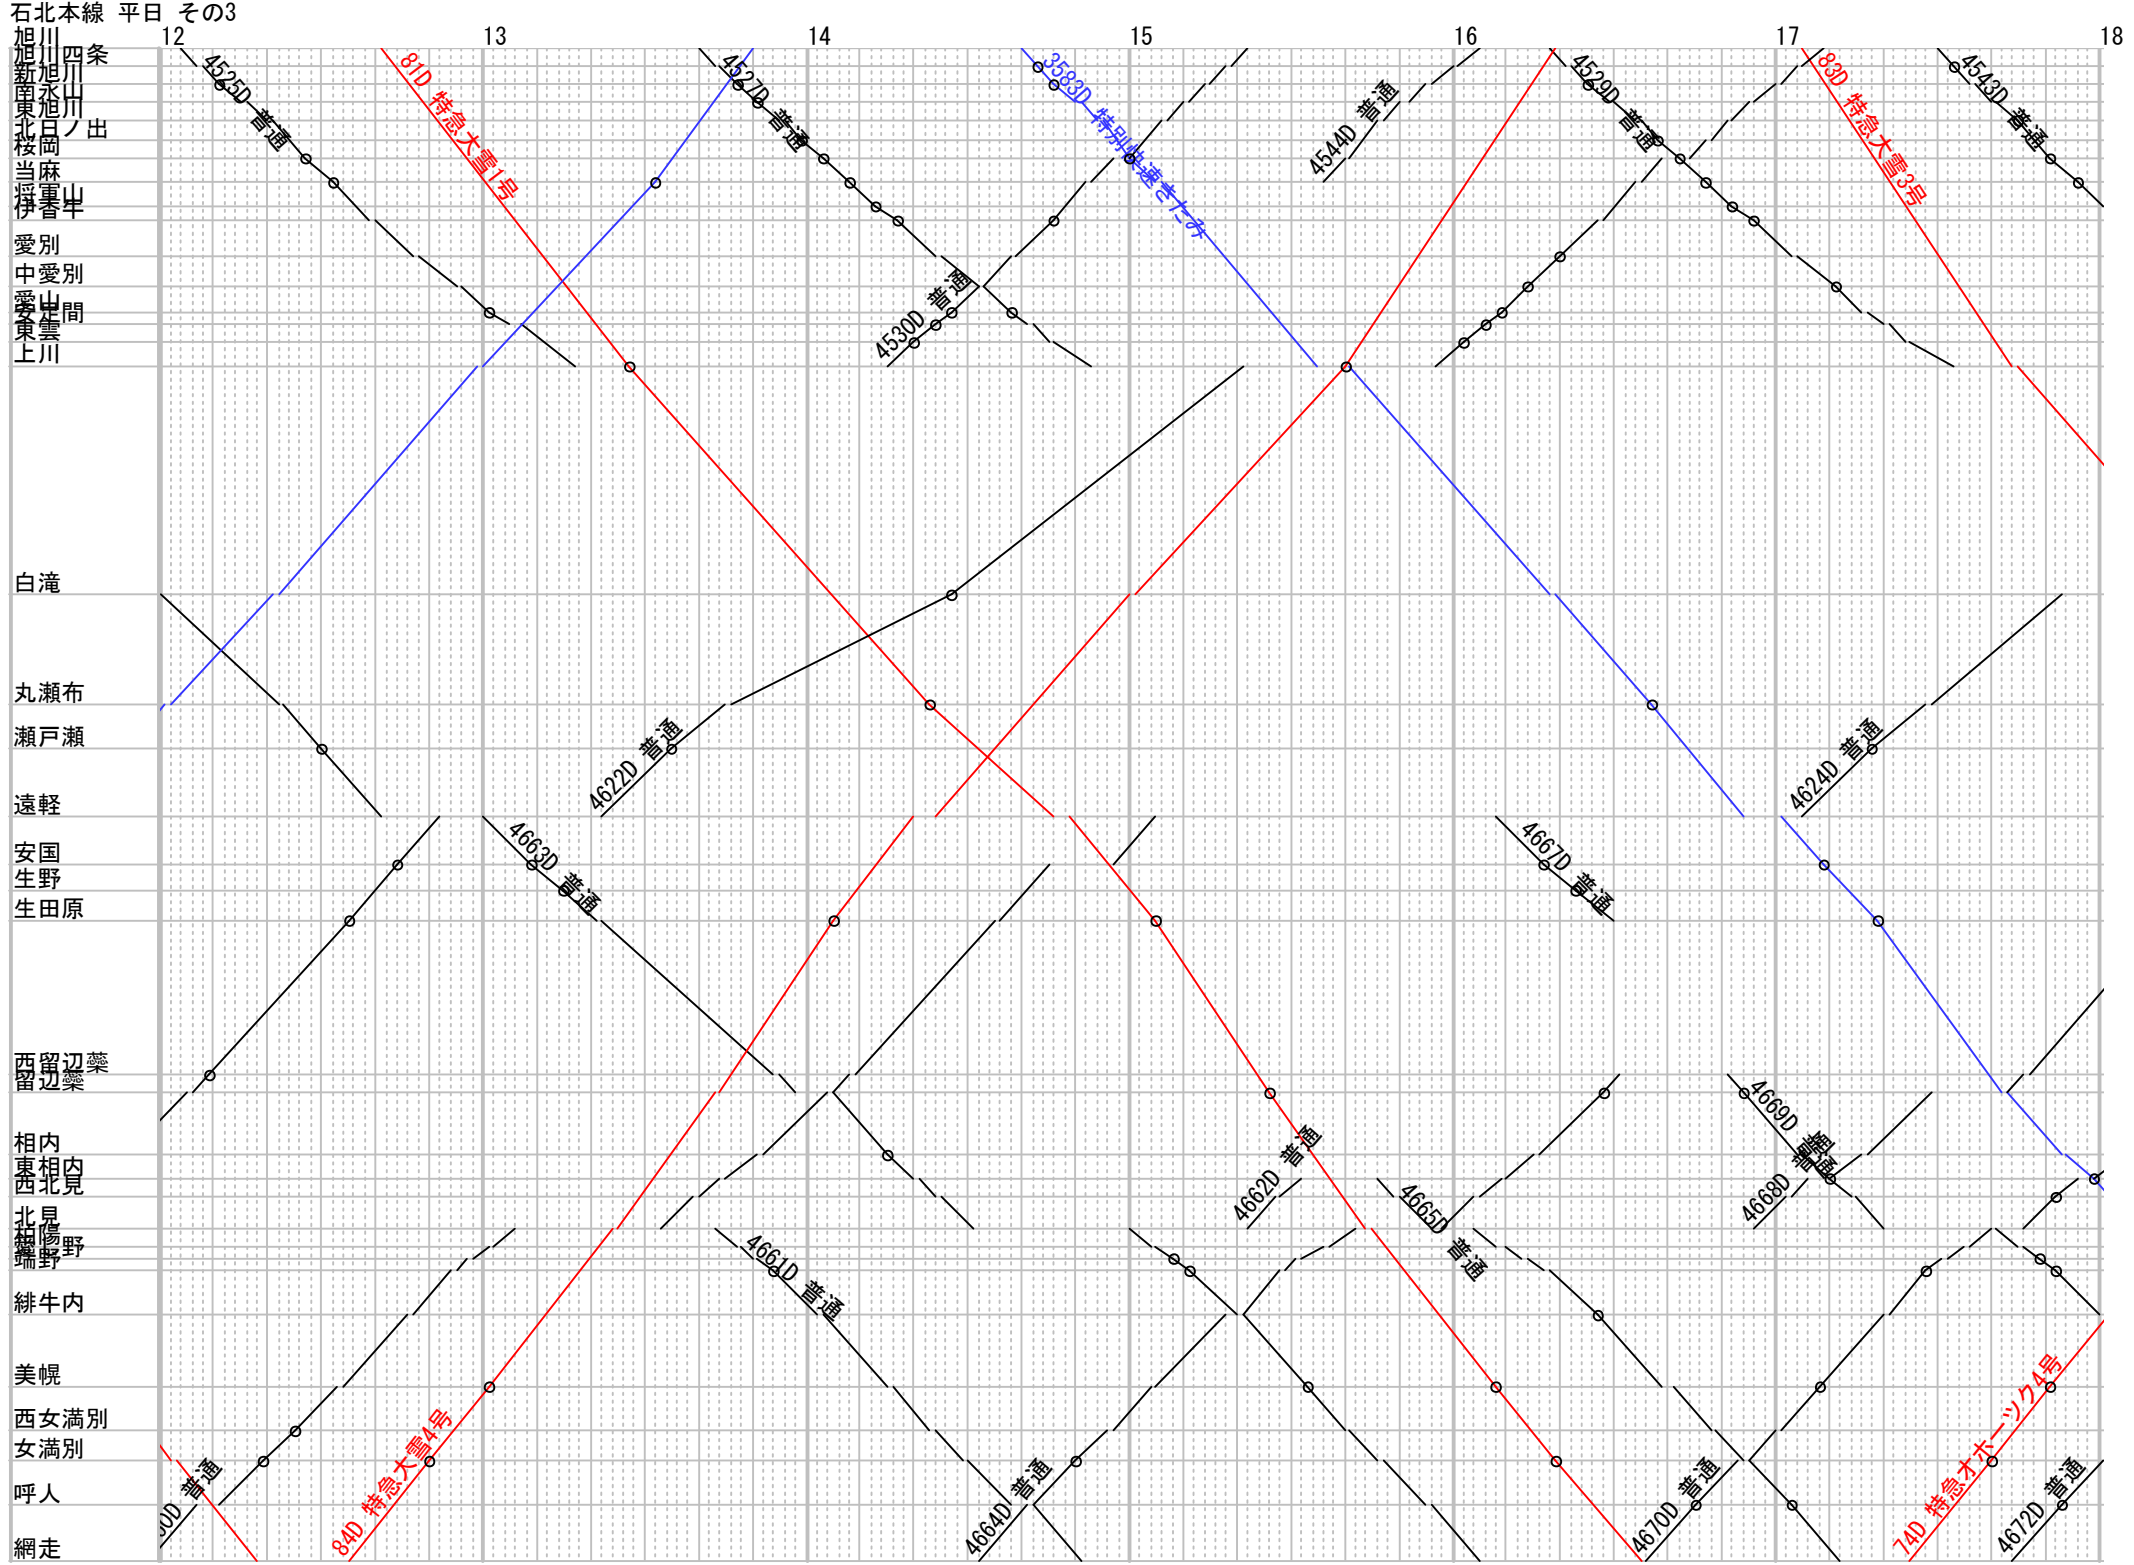 石北本線 平日 その3
12 13 14 15 16 17 18
旭川
旭川四条
新旭川
南永山
東旭川
北日ノ出
桜岡
当麻
将軍山
伊香牛
愛別
中愛別
愛山
安足間
東雲
上川
白滝
丸瀬布
瀬戸瀬
遠軽
安国
生野
生田原
西留辺蘂
留辺蘂
相内
東相内
西北見
北見
柏陽
愛し野
端野
緋牛内
美幌
西女満別
女満別
呼人
網走
4525D 普通
81D 特急大雪1号
4527D 普通
3583D 特別快速きたみ
4544D 普通
4529D 普通
83D 特急大雪3号
4543D 普通
4530D 普通
4622D 普通
4624D 普通
4663D 普通
4667D 普通
4662D 普通
4669D 普通
4668D 普通
4665D 普通
4661D 普通
0D 普通
84D 特急大雪4号
4664D 普通
4670D 普通
74D 特急オホーツク4号
4672D 普通